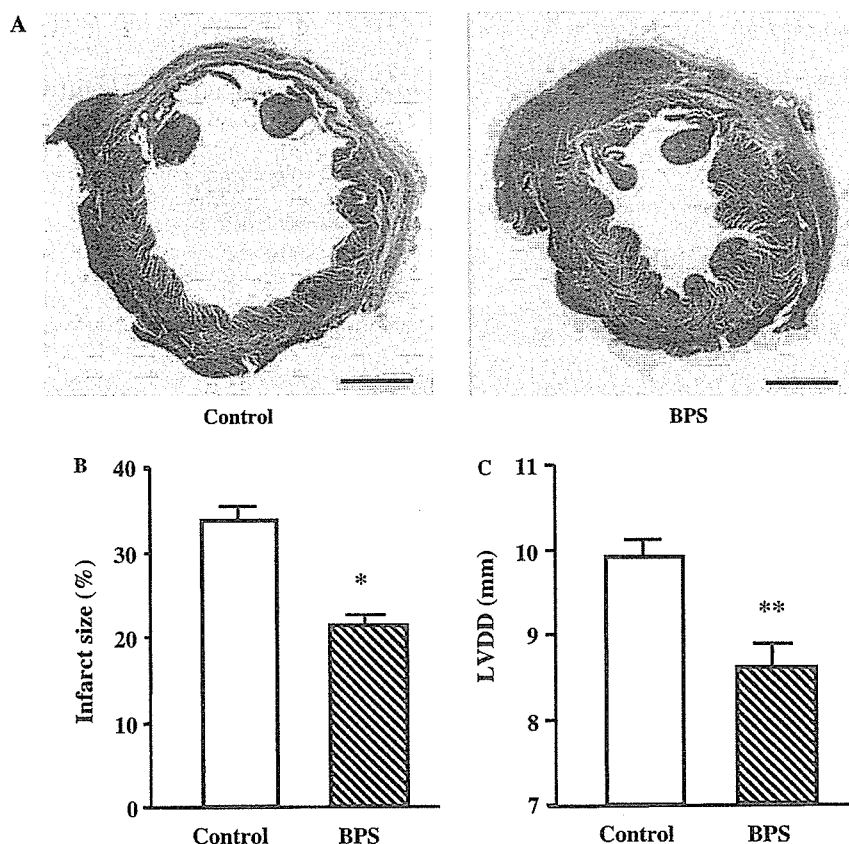 A
Control
BPS
B
Infarct size (%)
40
30
20
10
0
*
Control
BPS
C
LVDD (mm)
11
10
9
8
7
**
Control
BPS